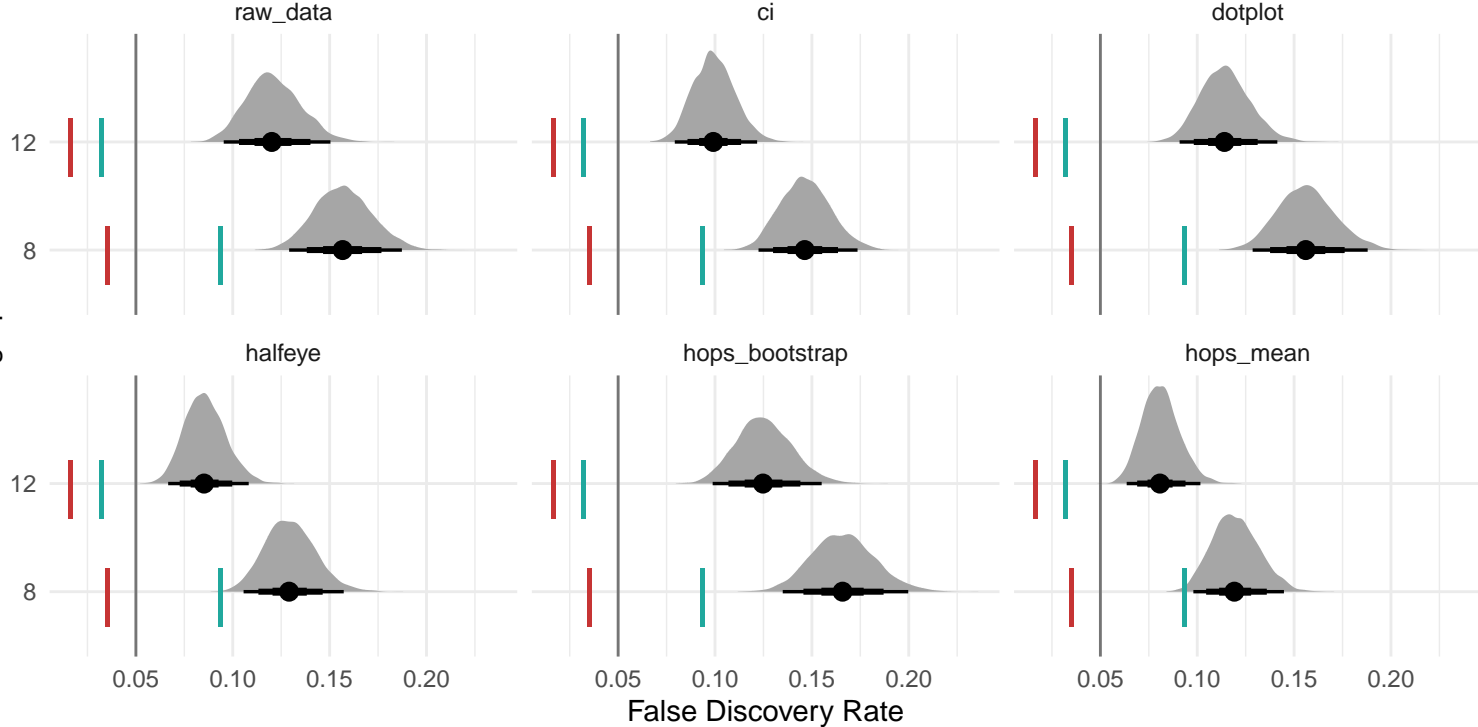 raw_data ci dotplot
12
8
halfeye hops_bootstrap hops_mean
12
8
0.05 0.10 0.15 0.20 0.05 0.10 0.15 0.20 0.05 0.10 0.15 0.20
False Discovery Rate